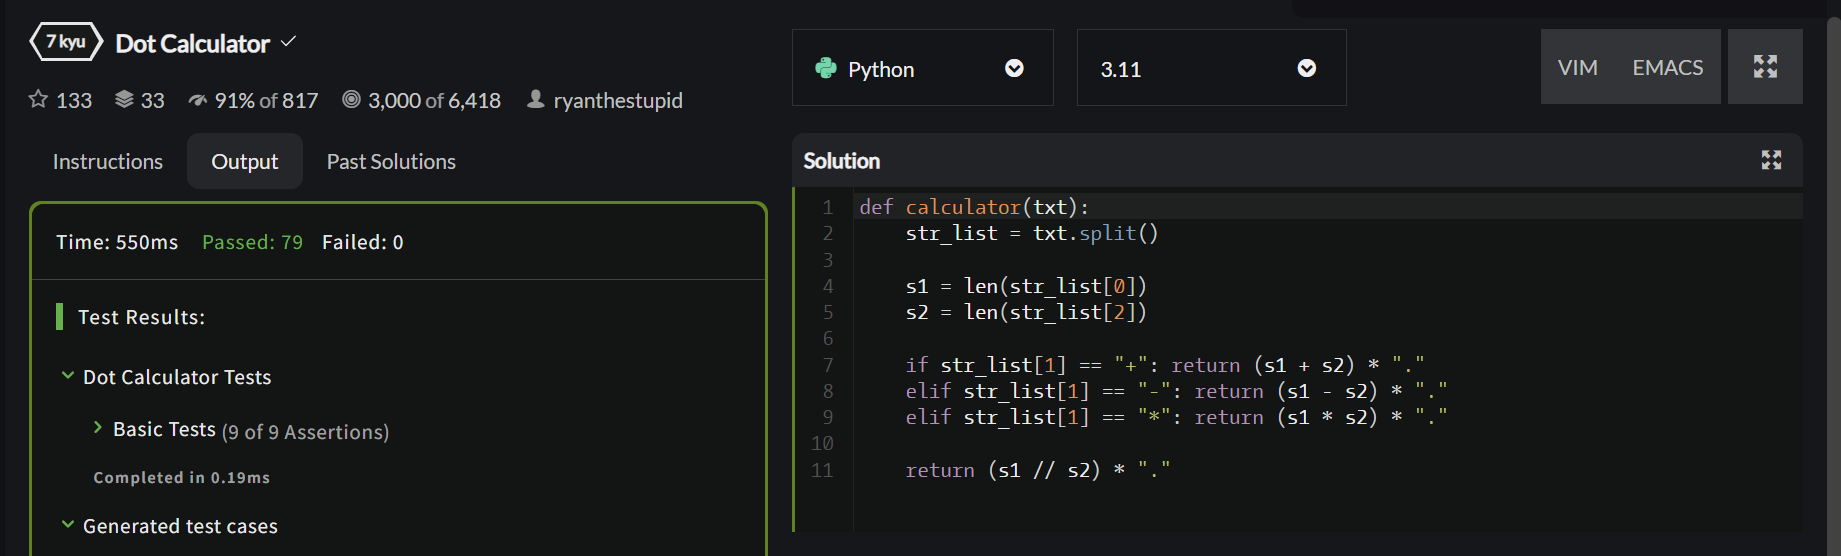 7 kyu Dot Calculator
133 33 91% of 817 3,000 of 6,418 ryanthestupid
Instructions Output Past Solutions
Time: 550ms Passed: 79 Failed: 0
Test Results:
Dot Calculator Tests
Basic Tests (9 of 9 Assertions)
Completed in 0.19ms
Generated test cases
Python 3.11 VIM EMACS
Solution
1 def calculator(txt):
2     str_list = txt.split()
3
4     s1 = len(str_list[0])
5     s2 = len(str_list[2])
6
7     if str_list[1] == "+": return (s1 + s2) * "."
8     elif str_list[1] == "-": return (s1 - s2) * "."
9     elif str_list[1] == "*": return (s1 * s2) * "."
10
11     return (s1 // s2) * "."